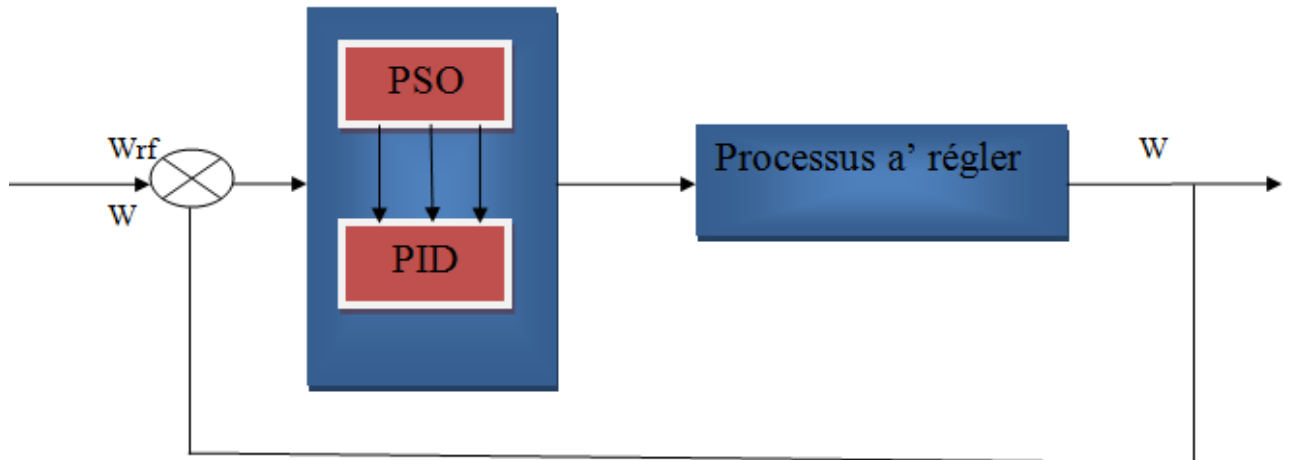 PSO
Wrf
W
PID
Processus a’ régler
W